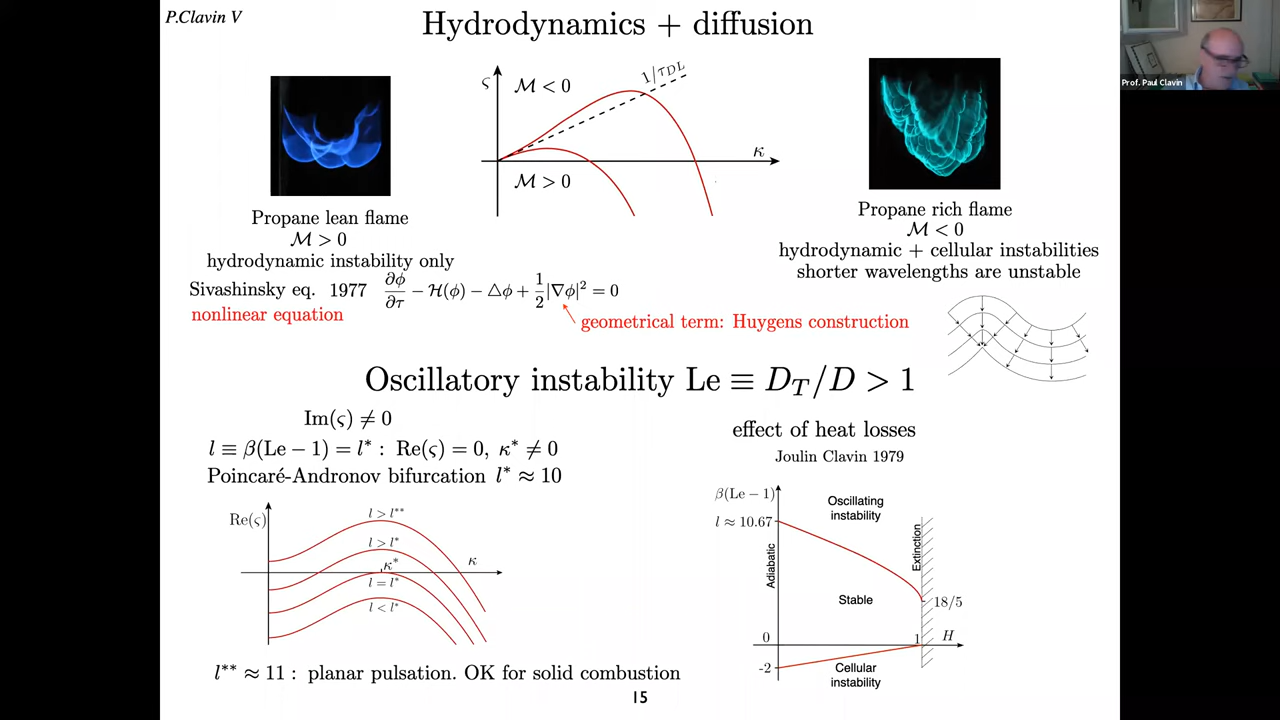 P.Clavin V
Hydrodynamics + diffusion
Prof. Paul Clavin
ς
M < 0
1/τ_DL
κ
M > 0
Propane lean flame
M > 0
hydrodynamic instability only
Propane rich flame
M < 0
hydrodynamic + cellular instabilities
shorter wavelengths are unstable
Sivashinsky eq. 1977 ∂φ/∂τ − H(φ) − △φ + 1/2|∇φ|² = 0
nonlinear equation
geometrical term: Huygens construction
Oscillatory instability Le ≡ D_T/D > 1
Im(ς) ≠ 0
l ≡ β(Le − 1) = l* : Re(ς) = 0, κ* ≠ 0
Poincaré-Andronov bifurcation l* ≈ 10
Re(ς)
l > l**
l > l*
κ*
κ
l = l*
l < l*
l** ≈ 11 : planar pulsation. OK for solid combustion
effect of heat losses
Joulin Clavin 1979
β(Le − 1)
l ≈ 10.67
Oscillating
instability
Adiabatic
Extinction
Stable
18/5
0
1
H
-2
Cellular
instability
15